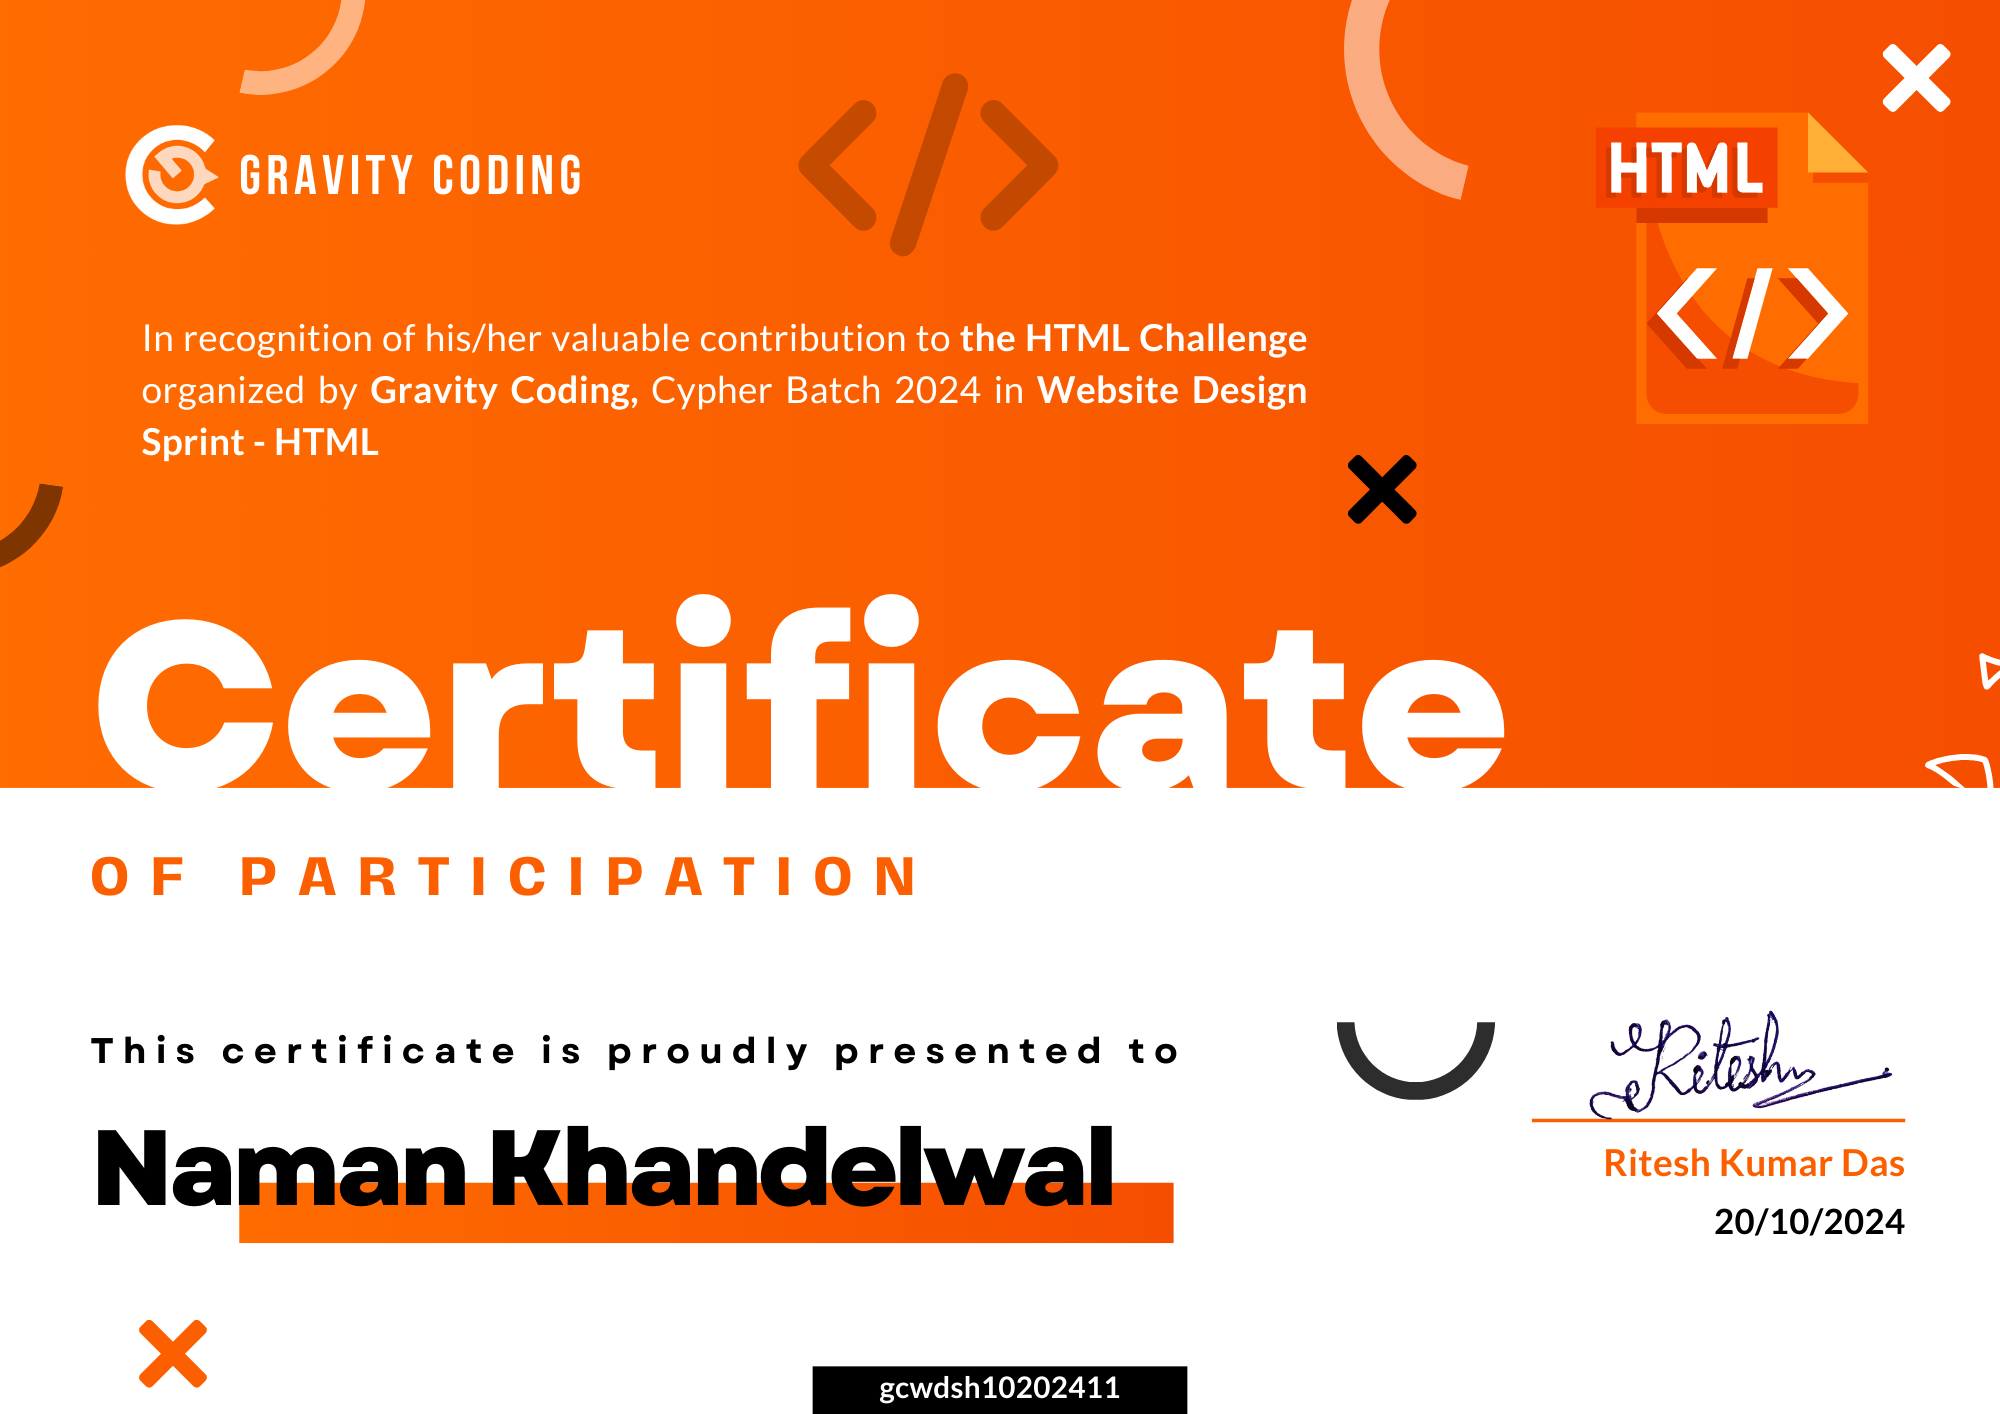 GRAVITY CODING
</>
HTML
</>
In recognition of his/her valuable contribution to the HTML Challenge
organized by Gravity Coding, Cypher Batch 2024 in Website Design
Sprint - HTML
Certificate
OF PARTICIPATION
This certificate is proudly presented to
Naman Khandelwal
Ritesh
Ritesh Kumar Das
20/10/2024
gcwdsh10202411